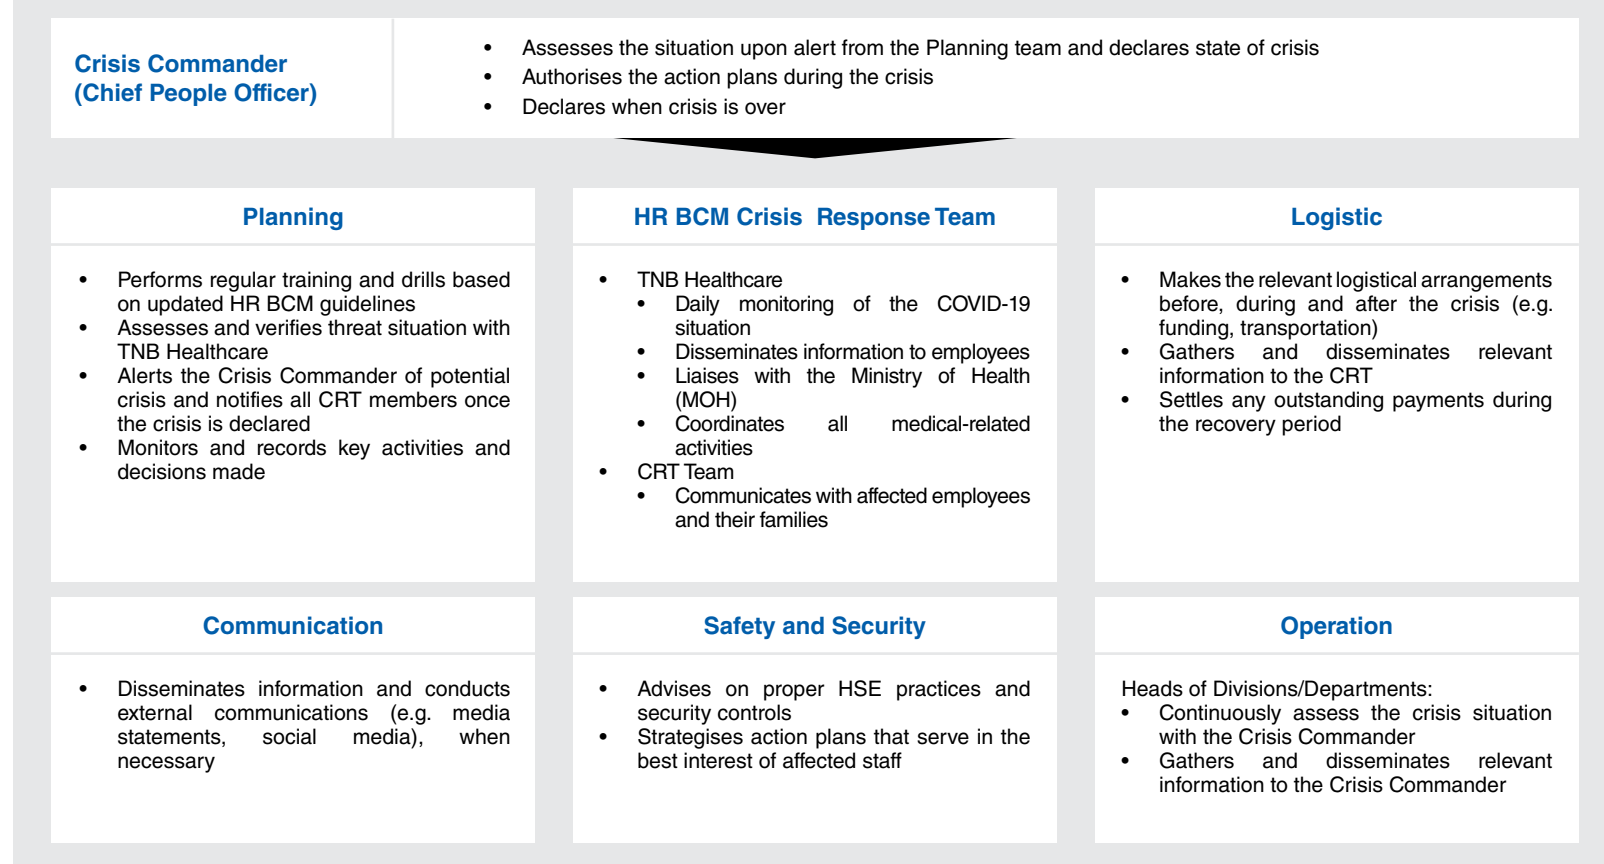 Crisis Commander
(Chief People Officer)
• Assesses the situation upon alert from the Planning team and declares state of crisis
• Authorises the action plans during the crisis
• Declares when crisis is over
Planning
• Performs regular training and drills based
on updated HR BCM guidelines
• Assesses and verifies threat situation with
TNB Healthcare
• Alerts the Crisis Commander of potential
crisis and notifies all CRT members once
the crisis is declared
• Monitors and records key activities and
decisions made
HR BCM Crisis Response Team
• TNB Healthcare
• Daily monitoring of the COVID-19
situation
• Disseminates information to employees
• Liaises with the Ministry of Health
(MOH)
• Coordinates all medical-related
activities
• CRT Team
• Communicates with affected employees
and their families
Logistic
• Makes the relevant logistical arrangements
before, during and after the crisis (e.g.
funding, transportation)
• Gathers and disseminates relevant
information to the CRT
• Settles any outstanding payments during
the recovery period
Communication
• Disseminates information and conducts
external communications (e.g. media
statements, social media), when
necessary
Safety and Security
• Advises on proper HSE practices and
security controls
• Strategises action plans that serve in the
best interest of affected staff
Operation
Heads of Divisions/Departments:
• Continuously assess the crisis situation
with the Crisis Commander
• Gathers and disseminates relevant
information to the Crisis Commander